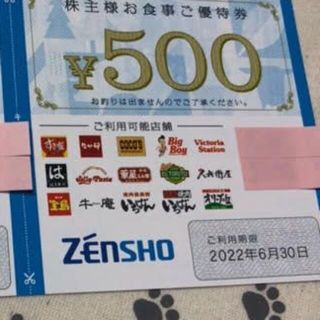 株主様お食事ご優待券
¥500
お釣りは出ませんのでご了承ください。
ご利用可能店舗
すき家 なか卯 COCO'S Big Boy Victoria Station
は Jolly-Pasta 華屋与兵衛 EL TORITO 久兵衛屋
宝島 牛庵 いちばん いちばん
ZENSHO
ご利用期限
2022年6月30日